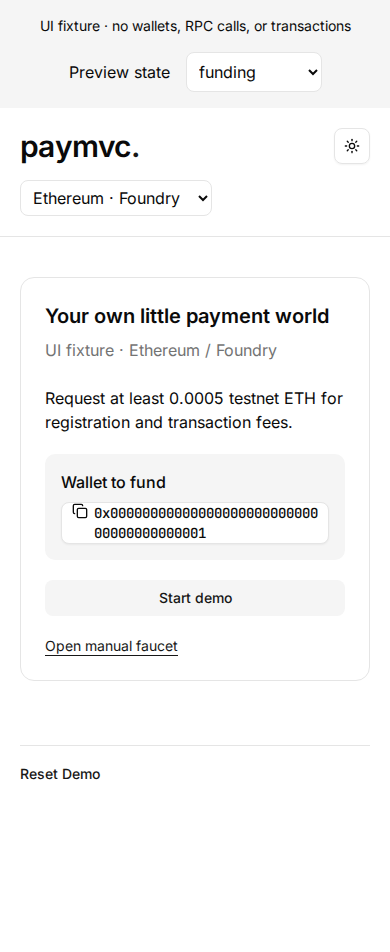 UI fixture · no wallets, RPC calls, or transactions
Preview state
funding
paymvc.
Ethereum · Foundry
Your own little payment world
UI fixture · Ethereum / Foundry
Request at least 0.0005 testnet ETH for
registration and transaction fees.
Wallet to fund
0x00000000000000000000000000
00000000000001
Start demo
Open manual faucet
Reset Demo